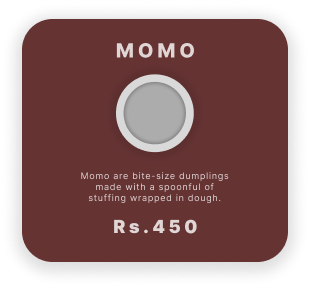 MOMO
Momo are bite-size dumplings
made with a spoonful of
stuffing wrapped in dough.
Rs.450